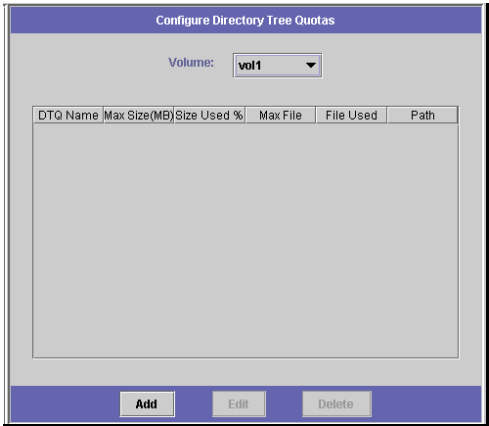 Configure Directory Tree Quotas
Volume: vol1
DTQ Name Max Size(MB) Size Used % Max File File Used Path
Add Edit Delete